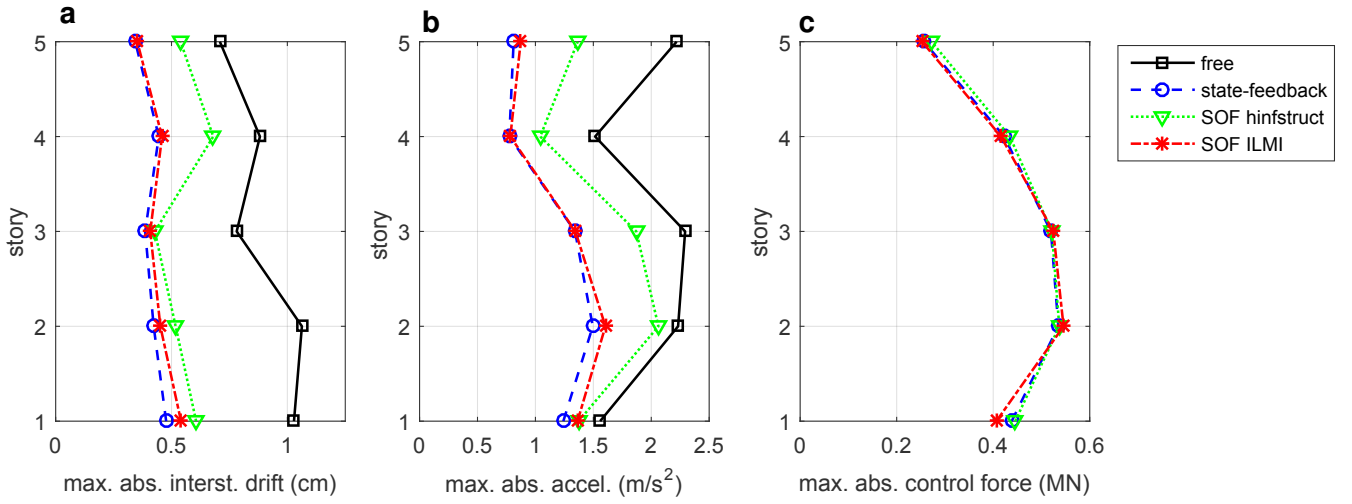 a
5
4
3
2
1
story
0
0.5
1
max. abs. interst. drift (cm)
b
5
4
3
2
1
story
0
0.5
1
1.5
2
2.5
max. abs. accel. (m/s²)
c
5
4
3
2
1
story
0
0.2
0.4
0.6
max. abs. control force (MN)
free
state-feedback
SOF hinfstruct
SOF ILMI